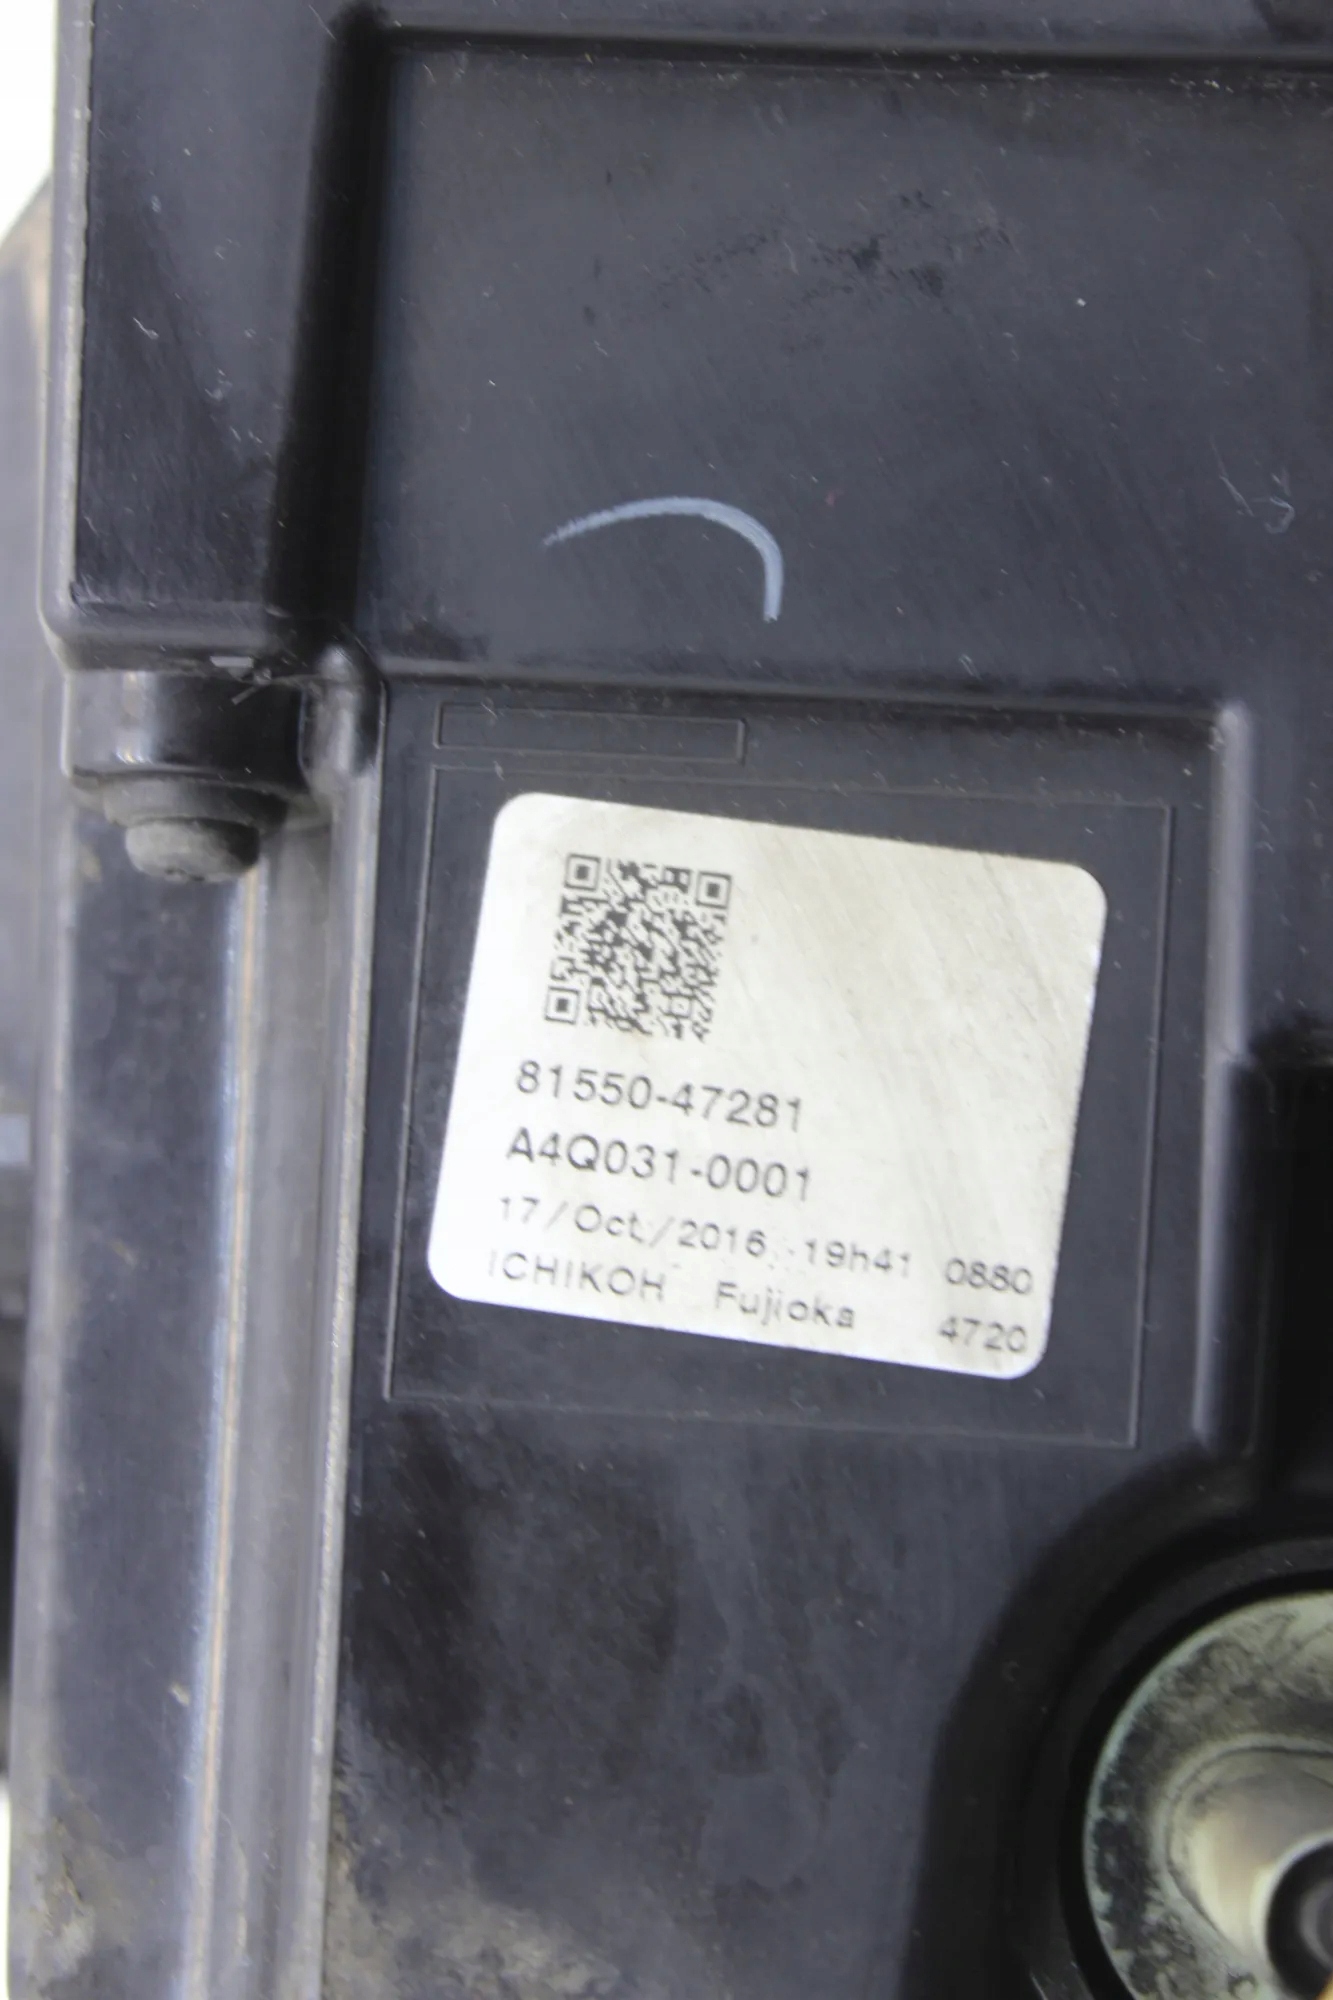 81550-47281
A4Q031-0001
17/Oct/2016 19h41 0880
ICHIKOH Fujioka 4720